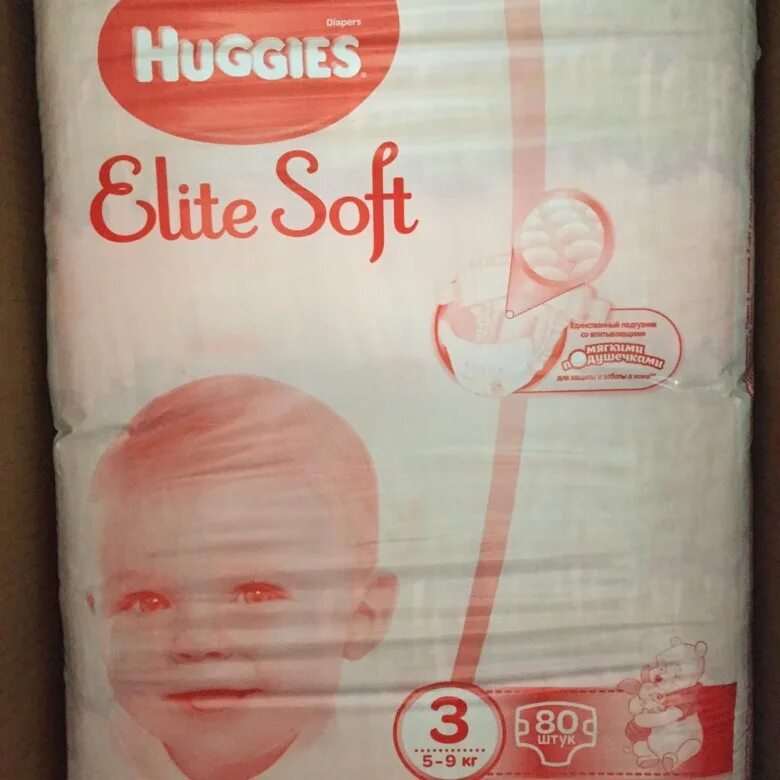 Diapers
HUGGIES®
Elite Soft
Единственный подгузник
со впитывающими
мягкими
подушечками
для защиты и заботы о коже**
3
5-9 кг
80
штук